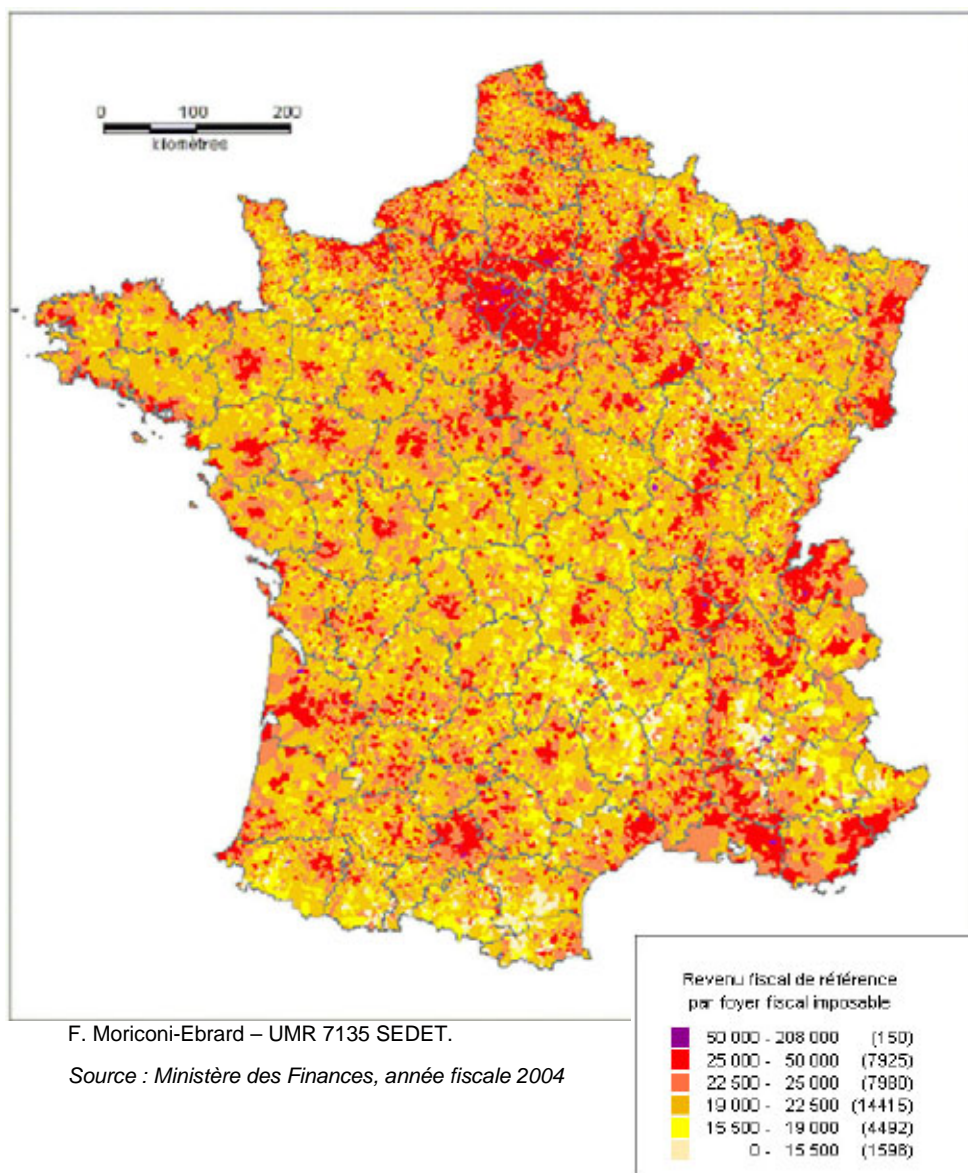 0 100 200
kilomètres
F. Moriconi-Ebrard – UMR 7135 SEDET.
Source : Ministère des Finances, année fiscale 2004
Revenu fiscal de référence
par foyer fiscal imposable
50 000 - 208 000 (150)
25 000 - 50 000 (7925)
22 500 - 25 000 (7980)
19 000 - 22 500 (14415)
15 500 - 19 000 (4492)
0 - 15 500 (1598)